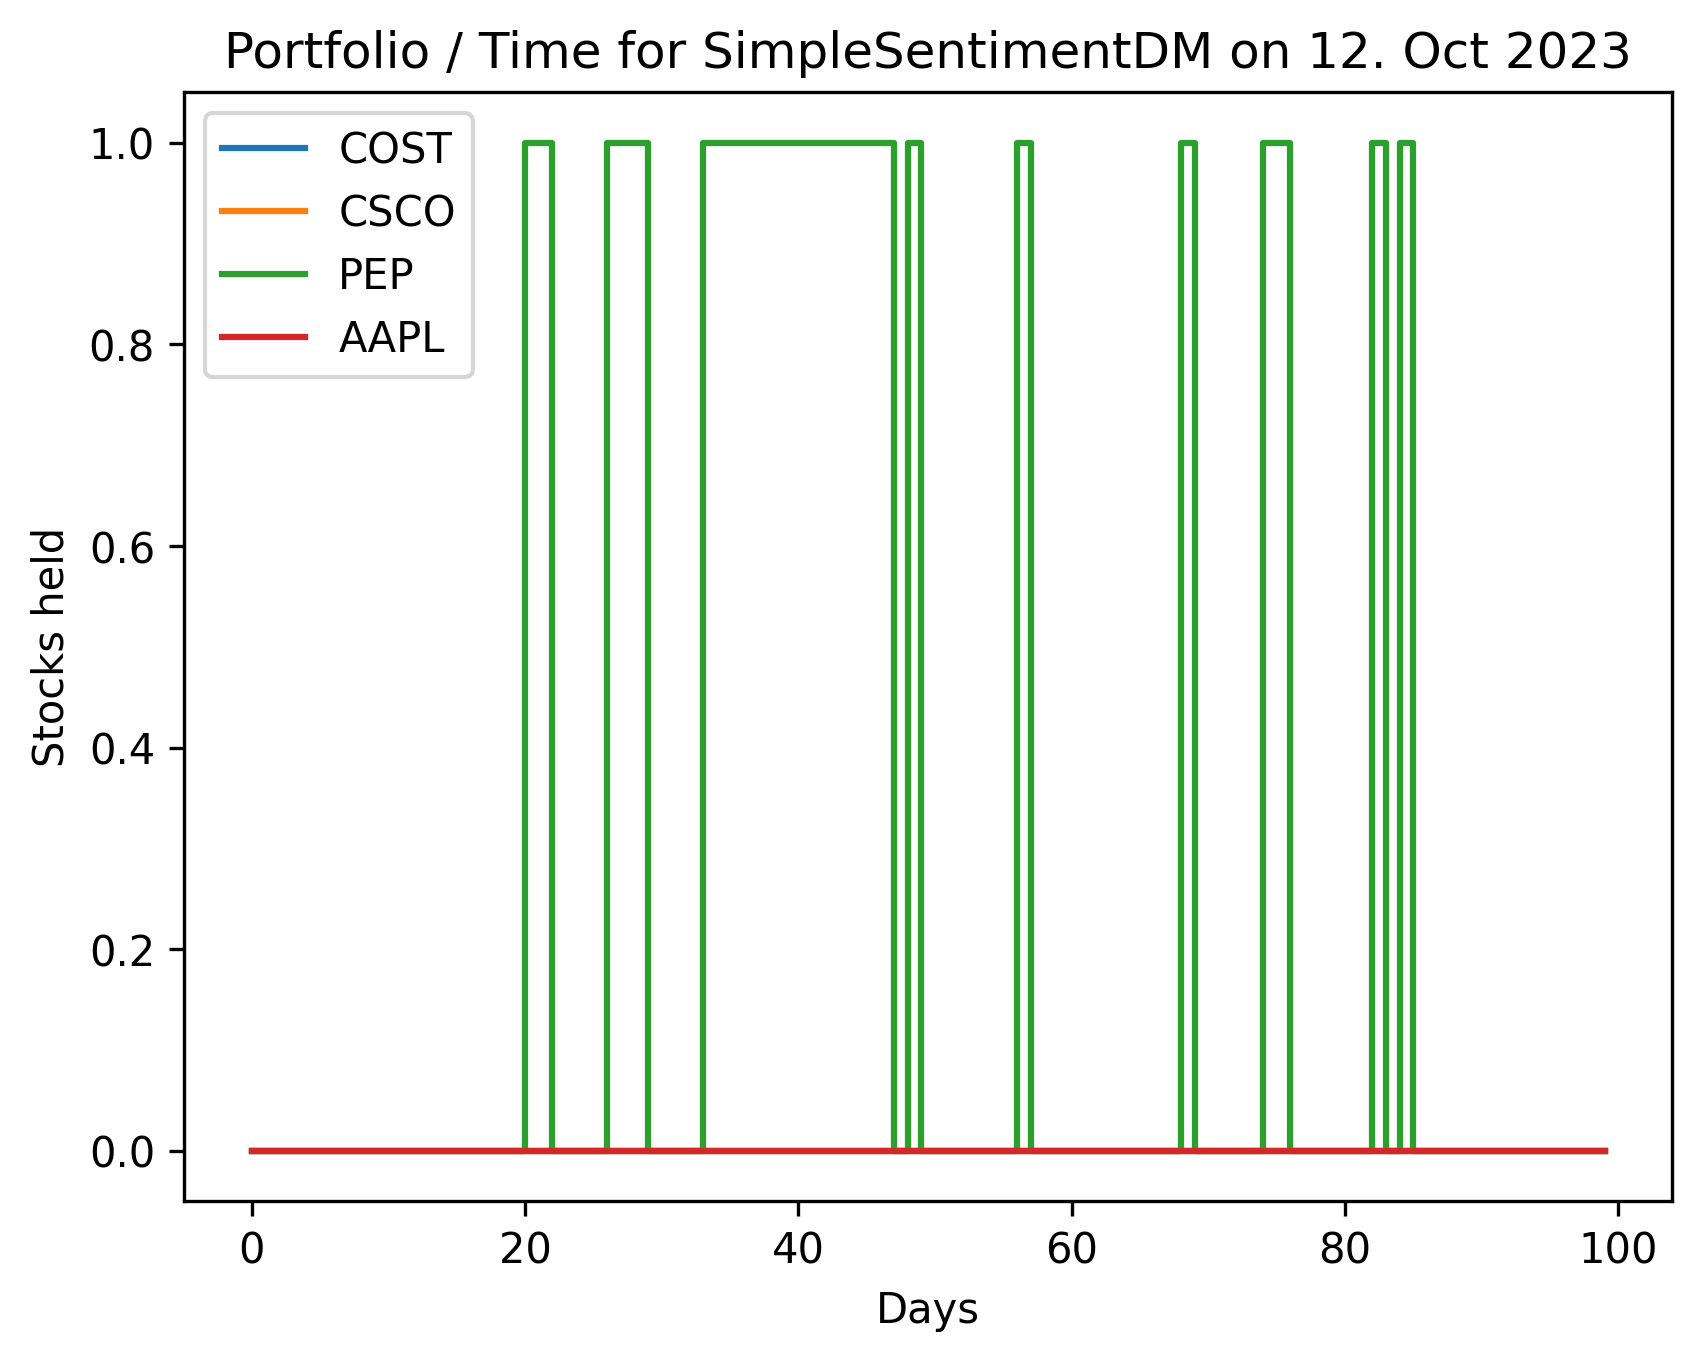 Portfolio / Time for SimpleSentimentDM on 12. Oct 2023
COST
CSCO
PEP
AAPL
1.0
0.8
0.6
0.4
0.2
0.0
Stocks held
0 20 40 60 80 100
Days